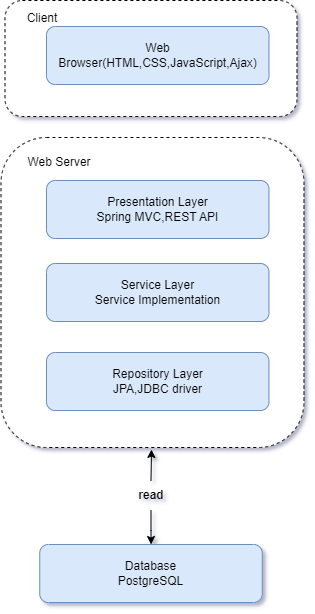 Client
Web
Browser(HTML,CSS,JavaScript,Ajax)
Web Server
Presentation Layer
Spring MVC,REST API
Service Layer
Service Implementation
Repository Layer
JPA,JDBC driver
read
Database
PostgreSQL